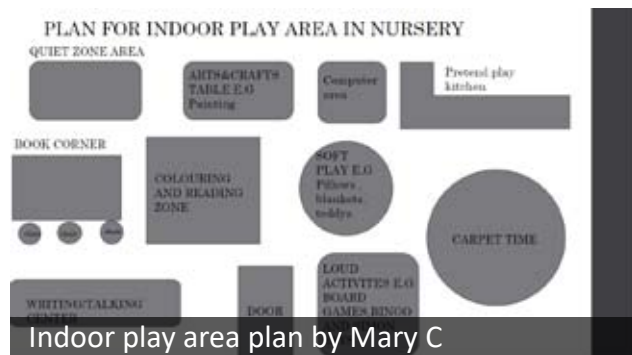 PLAN FOR INDOOR PLAY AREA IN NURSERY
QUIET ZONE AREA
ARTS&CRAFTS
TABLE E.G
Painting
Computer
area
Pretend play
kitchen
BOOK CORNER
COLOURING
AND READING
ZONE
SOFT
PLAY E.G
Pillows,
blankets,
teddys
CARPET TIME
WRITING/TALKING
CENTER
DOOR
LOUD
ACTIVITES E.G
BOARD
GAMES BINGO
Indoor play area plan by Mary C